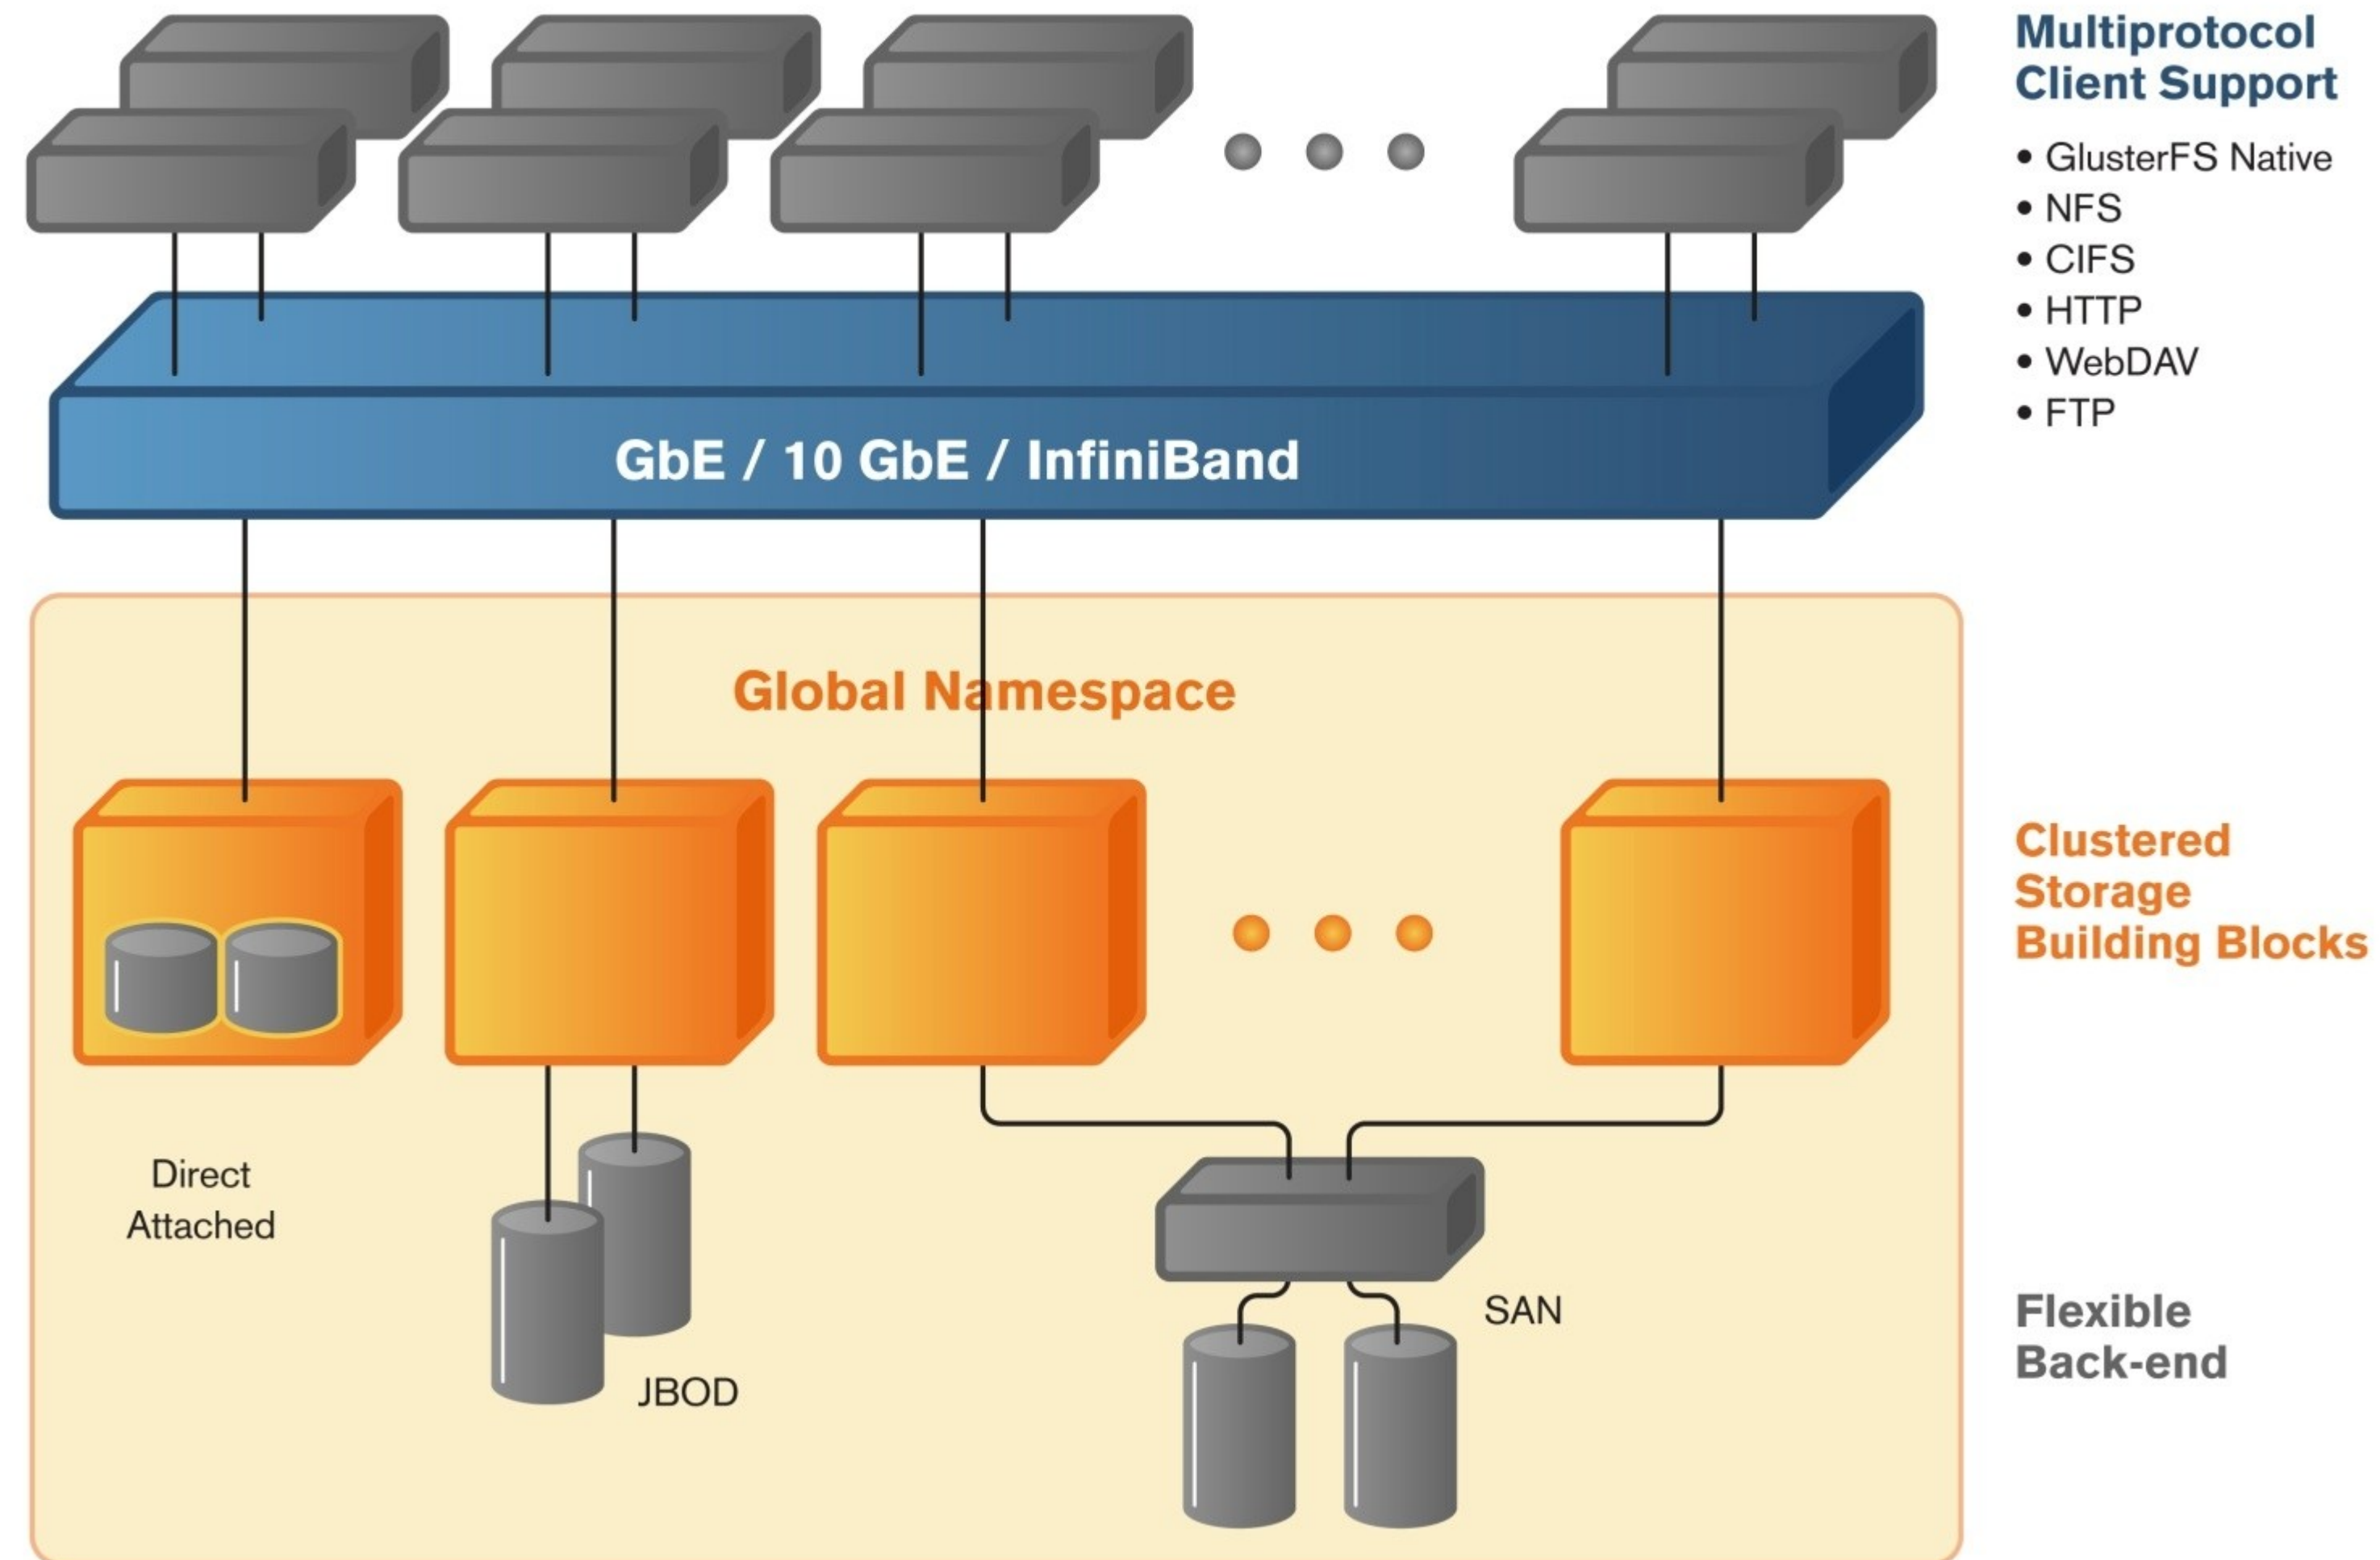 Multiprotocol
Client Support
• GlusterFS Native
• NFS
• CIFS
• HTTP
• WebDAV
• FTP
GbE / 10 GbE / InfiniBand
Global Namespace
Clustered
Storage
Building Blocks
Direct
Attached
JBOD
SAN
Flexible
Back-end